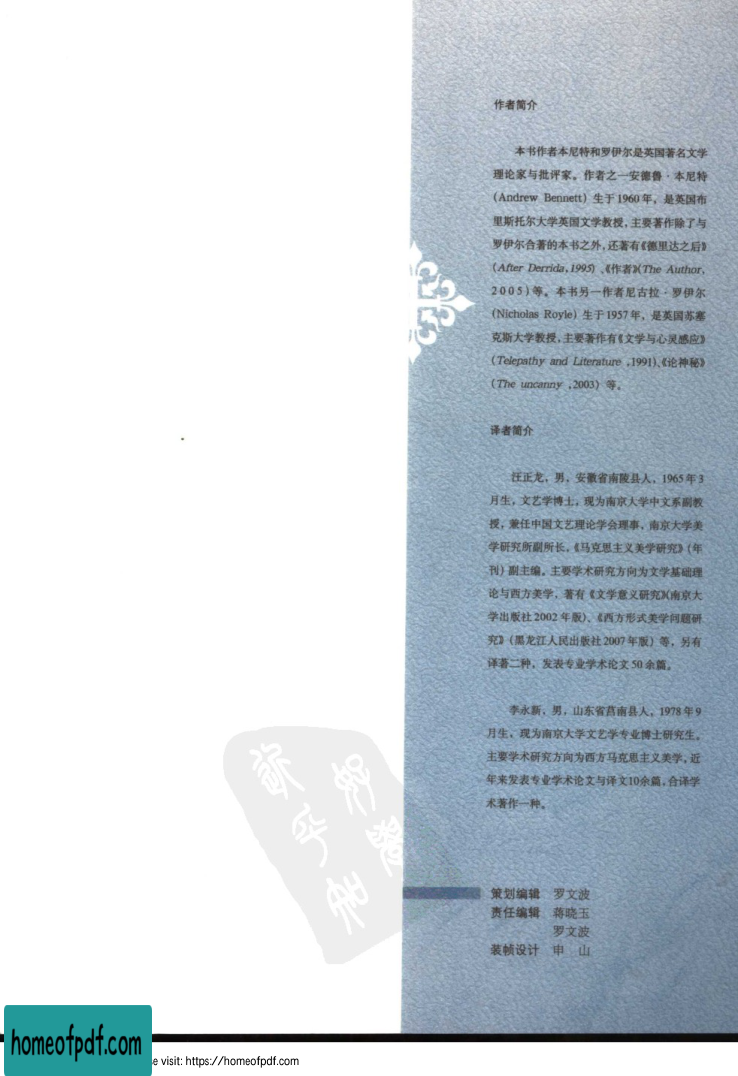 作者简介
本书作者本尼特和罗伊尔是英国著名文学
理论家与批评家。作者之一安德鲁·本尼特
(Andrew Bennett) 生于1960年，是英国布
里斯托尔大学英国文学教授，主要著作除了与
罗伊尔合著的本书之外，还著有《德里达之后》
(After Derrida，1995)、《作者》(The Author，
2005)等。本书另一作者尼古拉·罗伊尔
(Nicholas Royle) 生于1957年，是英国苏塞
克斯大学教授，主要著作有《文学与心灵感应》
(Telepathy and Literature ，1991)、《论神秘》
(The uncanny ，2003) 等。
译者简介
汪正龙，男，安徽省南陵县人，1965年3
月生，文艺学博士，现为南京大学中文系副教
授，兼任中国文艺理论学会理事、南京大学美
学研究所副所长、《马克思主义美学研究》(年
刊) 副主编。主要学术研究方向为文学基础理
论与西方美学，著有《文学意义研究》(南京大
学出版社2002年版)、《西方形式美学问题研
究》(黑龙江人民出版社2007年版) 等，另有
译著二种，发表专业学术论文50余篇。
李永新，男，山东省莒南县人，1978年9
月生，现为南京大学文艺学专业博士研究生。
主要学术研究方向为西方马克思主义美学，近
年来发表专业学术论文与译文10余篇，合译学
术著作一种。
策划编辑 罗文波
责任编辑 蒋晓玉
罗文波
装帧设计 申 山
homeofpdf.com
e visit: https://homeofpdf.com